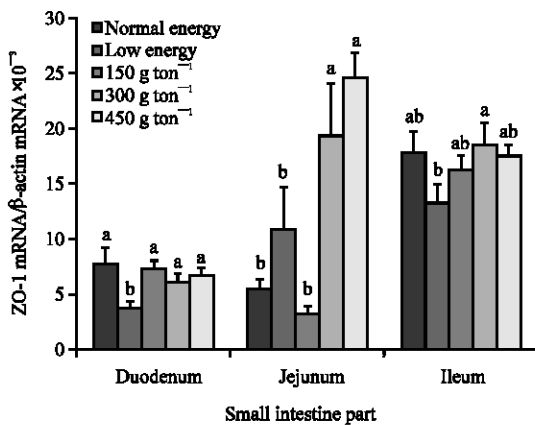 ZO-1 mRNA/β-actin mRNA×10⁻³
30
25
20
15
10
5
0
Normal energy
Low energy
150 g ton⁻¹
300 g ton⁻¹
450 g ton⁻¹
a b a a a
b b b a a
ab b ab a ab
Duodenum Jejunum Ileum
Small intestine part